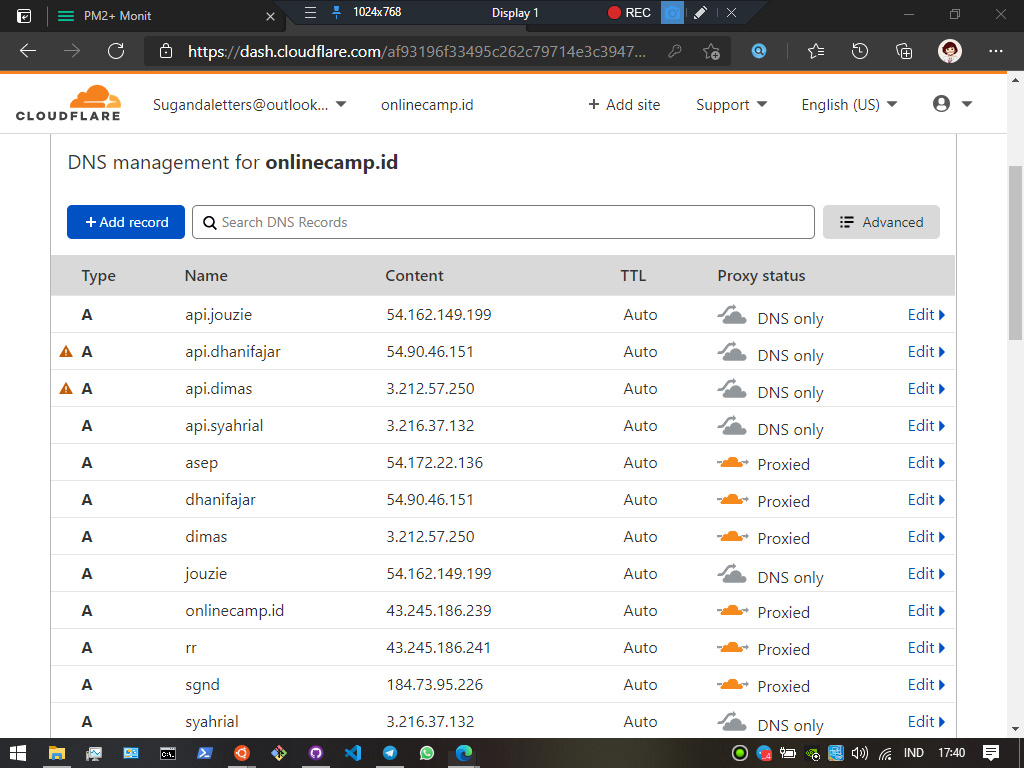 PM2+ Monit
1024x768
Display 1
REC
https://dash.cloudflare.com/af93196f33495c262c79714e3c3947...
CLOUDFLARE
Sugandaletters@outlook...
onlinecamp.id
+ Add site
Support
English (US)
DNS management for onlinecamp.id
+ Add record
Search DNS Records
Advanced
Type Name Content TTL Proxy status
A api.jouzie 54.162.149.199 Auto DNS only Edit
A api.dhanifajar 54.90.46.151 Auto DNS only Edit
A api.dimas 3.212.57.250 Auto DNS only Edit
A api.syahrial 3.216.37.132 Auto DNS only Edit
A asep 54.172.22.136 Auto Proxied Edit
A dhanifajar 54.90.46.151 Auto Proxied Edit
A dimas 3.212.57.250 Auto Proxied Edit
A jouzie 54.162.149.199 Auto DNS only Edit
A onlinecamp.id 43.245.186.239 Auto Proxied Edit
A rr 43.245.186.241 Auto Proxied Edit
A sgnd 184.73.95.226 Auto Proxied Edit
A syahrial 3.216.37.132 Auto DNS only Edit
IND 17:40